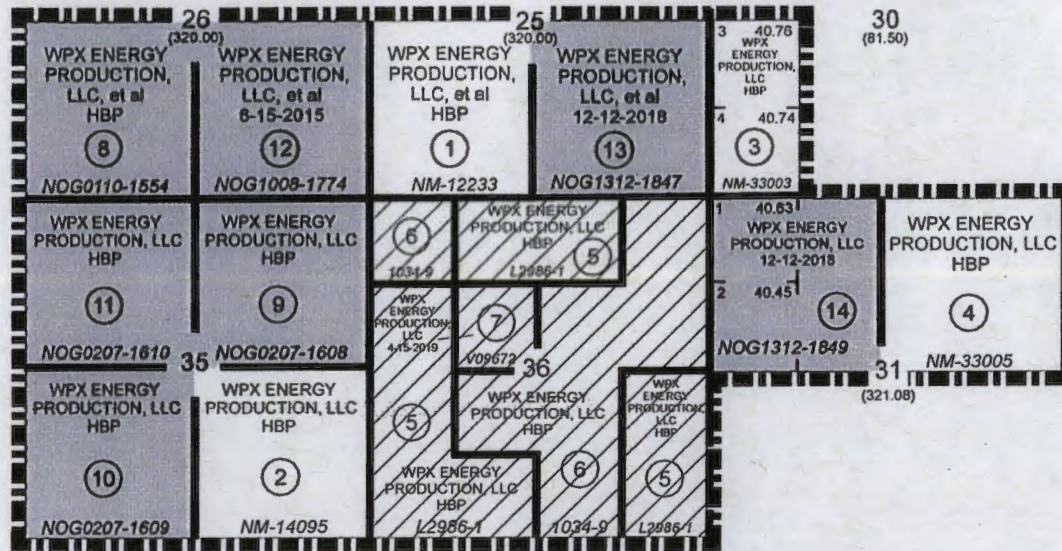 26
(320.00)
WPX ENERGY
PRODUCTION,
LLC, et al
HBP
8
NOG0110-1554
WPX ENERGY
PRODUCTION,
LLC, et al
6-15-2015
12
NOG1008-1774
25
(320.00)
WPX ENERGY
PRODUCTION,
LLC, et al
HBP
1
NM-12233
WPX ENERGY
PRODUCTION,
LLC, et al
12-12-2018
13
NOG1312-1847
3 40.76
WPX
ENERGY
PRODUCTION,
LLC
HBP
4 40.74
3
NM-33003
30
(81.50)
WPX ENERGY
PRODUCTION, LLC
HBP
11
NOG0207-1610
WPX ENERGY
PRODUCTION, LLC
HBP
9
NOG0207-1608
35
6
1034-9
WPX ENERGY
PRODUCTION, LLC
HBP
5
L2986-1
WPX
ENERGY
PRODUCTION,
LLC
4-15-2019
7
V09672
36
1 40.63
WPX ENERGY
PRODUCTION, LLC
12-12-2018
2 40.45
14
NOG1312-1849
WPX ENERGY
PRODUCTION, LLC
HBP
4
NM-33005
31
(321.08)
WPX ENERGY
PRODUCTION, LLC
HBP
10
NOG0207-1609
WPX ENERGY
PRODUCTION, LLC
HBP
2
NM-14095
5
WPX ENERGY
PRODUCTION, LLC
HBP
L2986-1
WPX ENERGY
PRODUCTION, LLC
HBP
6
1034-9
WPX
ENERGY
PRODUCTION,
LLC
HBP
5
L2986-1